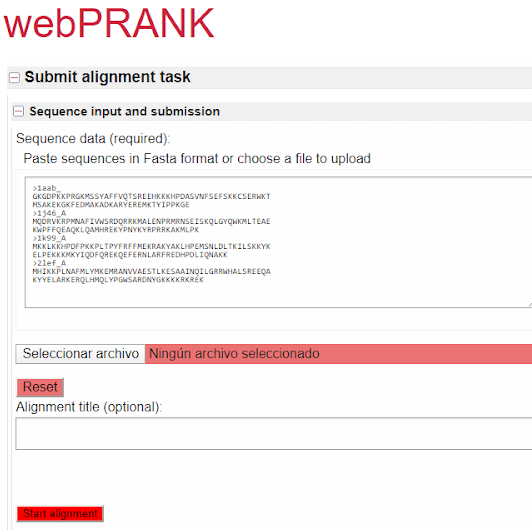 webPRANK
Submit alignment task
Sequence input and submission
Sequence data (required):
Paste sequences in Fasta format or choose a file to upload
>1aab_
GKGDPKKPRGKMSSYAFFVQTSREEHKKKHPDASVNFSEFSKKCSERWKT
MSAKEKGKFEDMAKADKARYEREMKTYIPPKGE
>1j46_A
MQDRVKRPMNAFIVWSRDQRRKMALENPRMRNSEISKQLGYQWKMLTEAE
KWPFFQEAQKLQAMHREKYPNYKYRPRRKAKMLPK
>1k99_A
MKKLKKHPDFPKKPLTPYFRFFMEKRAKYAKLHPEMSNLDLTKILSKKYK
ELPEKKKMKYIQDFQREKQEFERNLARFREDHPDLIQNAKK
>2lef_A
MHIKKPLNAFMLYMKEMRANVVAESTLKESAAINQILGRRWHALSREEQA
KYYELARKERQLHMQLYPGWSARDNYGKKKKRKREK
Seleccionar archivo Ningún archivo seleccionado
Reset
Alignment title (optional):
Start alignment